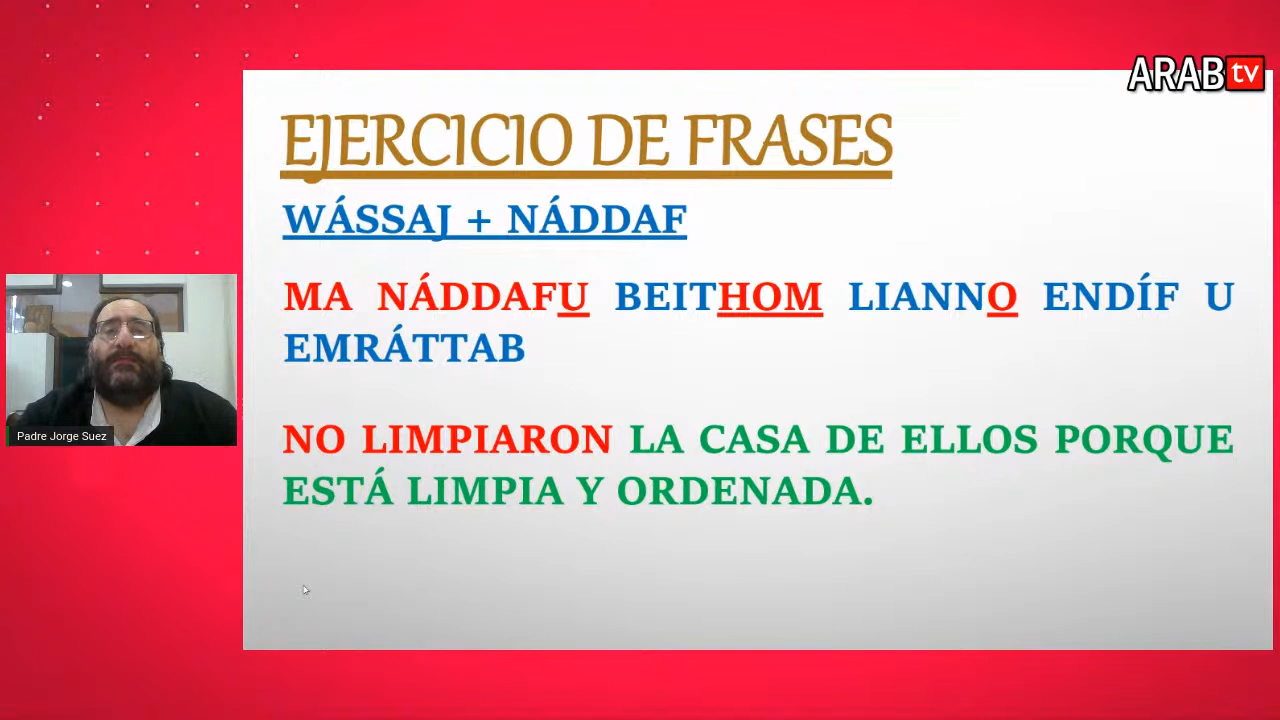 ARAB tv
EJERCICIO DE FRASES
WÁSSAJ + NÁDDAF
MA NÁDDAFU BEITHOM LIANNO ENDÍF U
EMRÁTTAB
NO LIMPIARON LA CASA DE ELLOS PORQUE
ESTÁ LIMPIA Y ORDENADA.
Padre Jorge Suez